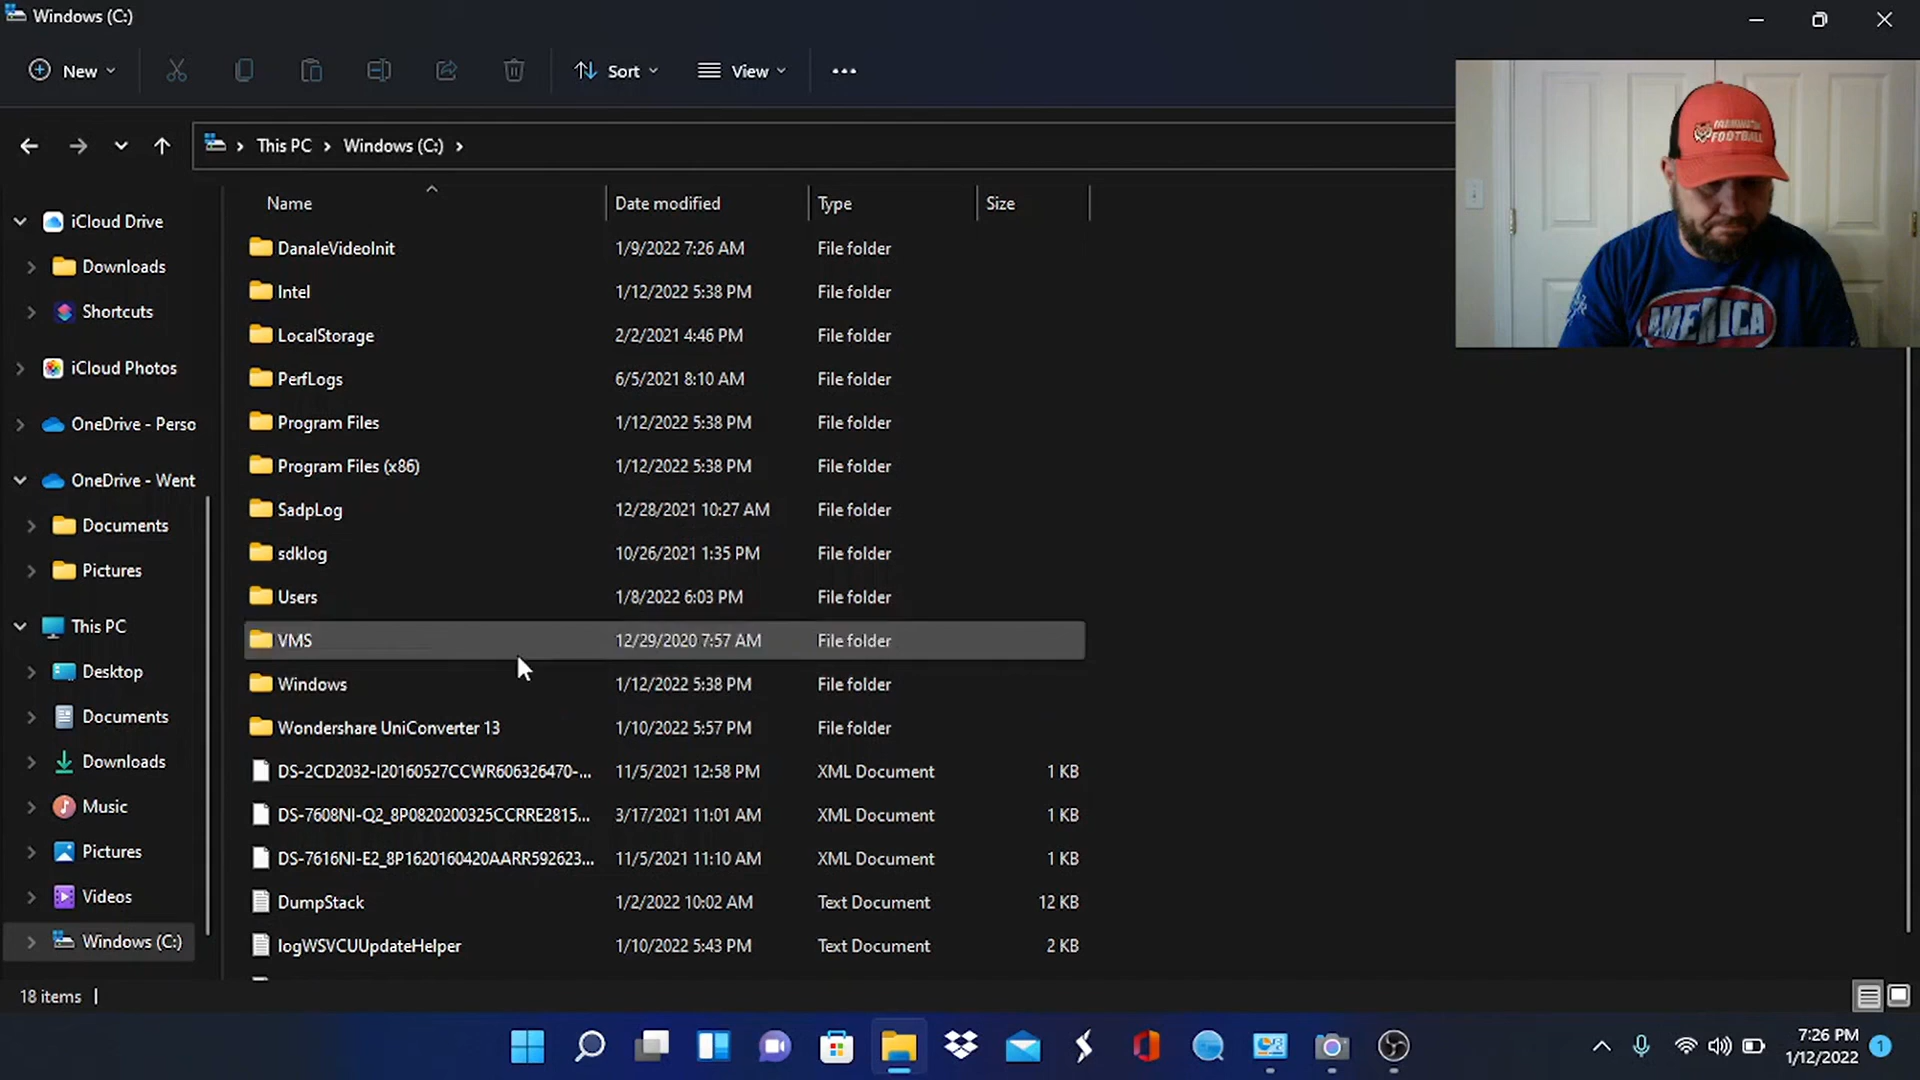 Windows (C:)
New Sort View
This PC Windows (C:)
Name Date modified Type Size
iCloud Drive
Downloads
Shortcuts
iCloud Photos
OneDrive - Perso
OneDrive - Went
Documents
Pictures
This PC
Desktop
Documents
Downloads
Music
Pictures
Videos
Windows (C:)
DanaleVideoInit 1/9/2022 7:26 AM File folder
Intel 1/12/2022 5:38 PM File folder
LocalStorage 2/2/2021 4:46 PM File folder
PerfLogs 6/5/2021 8:10 AM File folder
Program Files 1/12/2022 5:38 PM File folder
Program Files (x86) 1/12/2022 5:38 PM File folder
SadpLog 12/28/2021 10:27 AM File folder
sdklog 10/26/2021 1:35 PM File folder
Users 1/8/2022 6:03 PM File folder
VMS 12/29/2020 7:57 AM File folder
Windows 1/12/2022 5:38 PM File folder
Wondershare UniConverter 13 1/10/2022 5:57 PM File folder
DS-2CD2032-I20160527CCWR606326470-... 11/5/2021 12:58 PM XML Document 1 KB
DS-7608NI-Q2_8P0820200325CCRRE2815... 3/17/2021 11:01 AM XML Document 1 KB
DS-7616NI-E2_8P1620160420AARR592623... 11/5/2021 11:10 AM XML Document 1 KB
DumpStack 1/2/2022 10:02 AM Text Document 12 KB
logWSVCUUpdateHelper 1/10/2022 5:43 PM Text Document 2 KB
FARMINGTON
FOOTBALL
AMERICA
18 items
7:26 PM
1/12/2022 1